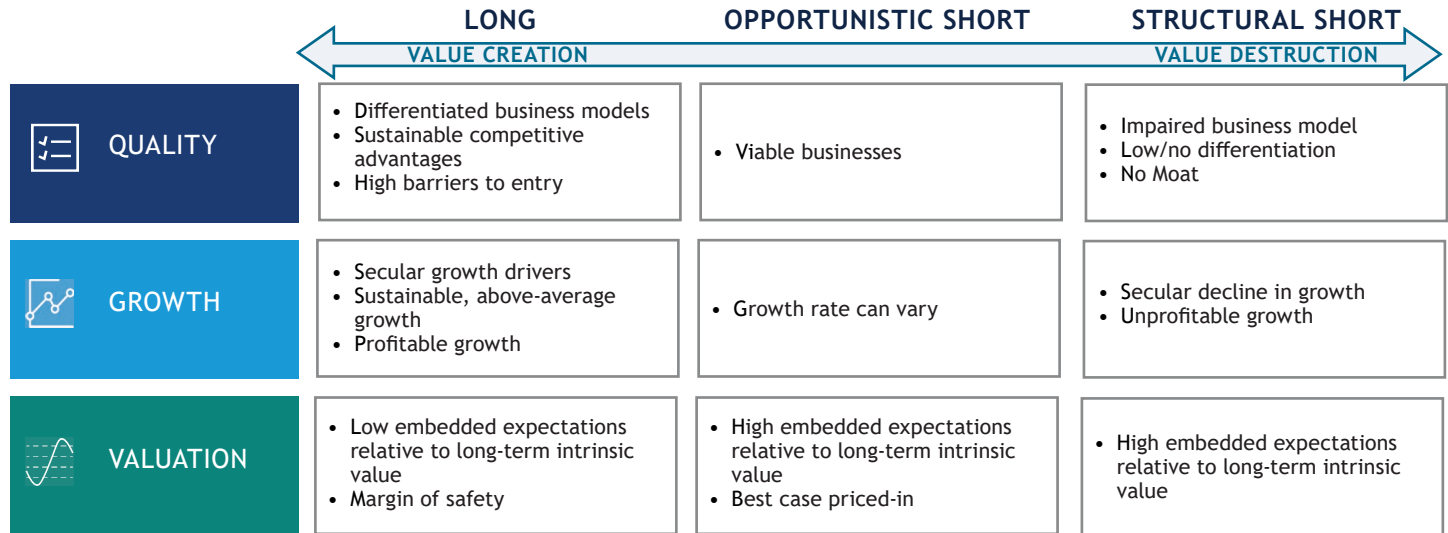 LONG
OPPORTUNISTIC SHORT
STRUCTURAL SHORT
VALUE CREATION
VALUE DESTRUCTION
QUALITY
• Differentiated business models
• Sustainable competitive
advantages
• High barriers to entry
• Viable businesses
• Impaired business model
• Low/no differentiation
• No Moat
GROWTH
• Secular growth drivers
• Sustainable, above-average
growth
• Profitable growth
• Growth rate can vary
• Secular decline in growth
• Unprofitable growth
VALUATION
• Low embedded expectations
relative to long-term intrinsic
value
• Margin of safety
• High embedded expectations
relative to long-term intrinsic
value
• Best case priced-in
• High embedded expectations
relative to long-term intrinsic
value